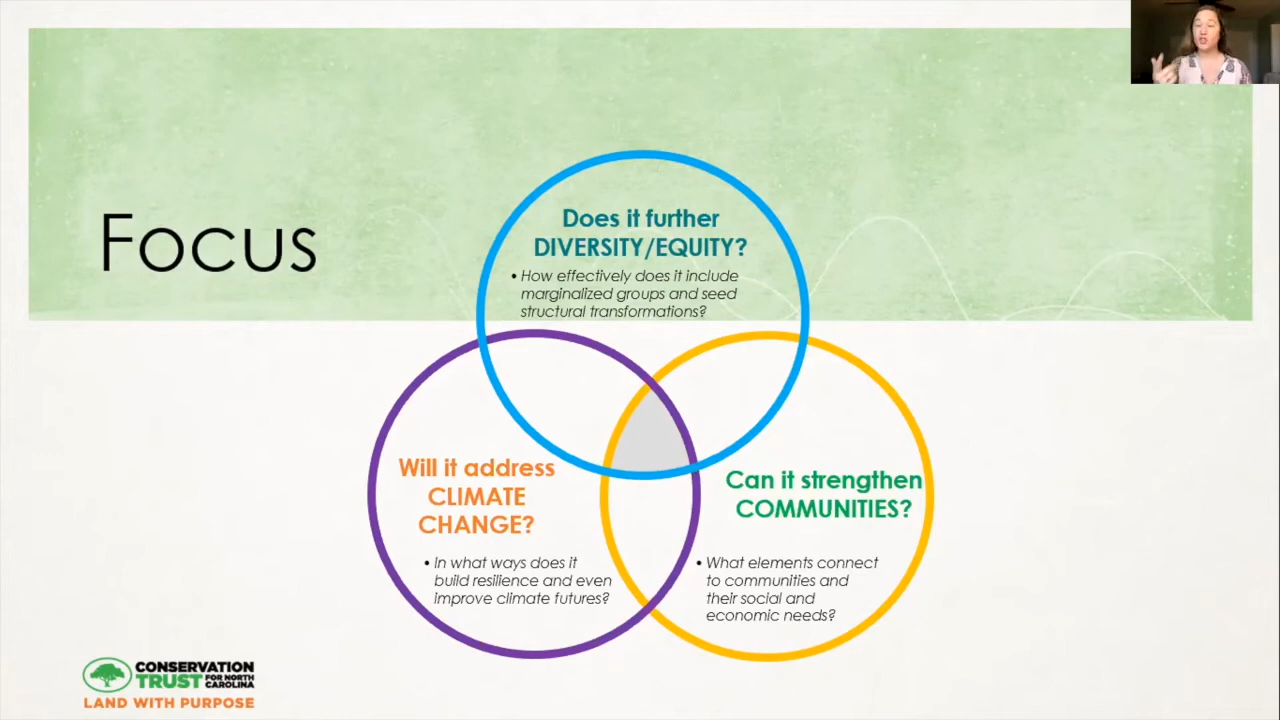 Focus
Does it further
DIVERSITY/EQUITY?
• How effectively does it include
marginalized groups and seed
structural transformations?
Will it address
CLIMATE
CHANGE?
• In what ways does it
build resilience and even
improve climate futures?
Can it strengthen
COMMUNITIES?
• What elements connect
to communities and
their social and
economic needs?
CONSERVATION
TRUST FOR NORTH
CAROLINA
LAND WITH PURPOSE